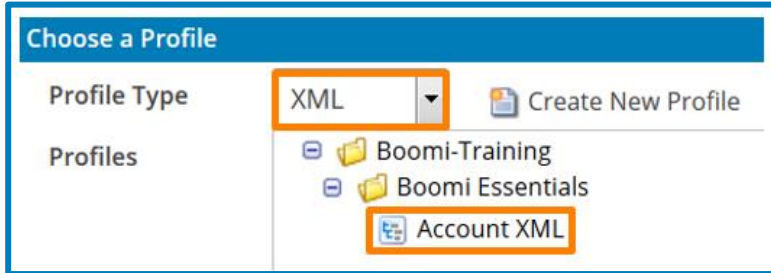 Choose a Profile
Profile Type XML Create New Profile
Profiles Boomi-Training
Boomi Essentials
Account XML